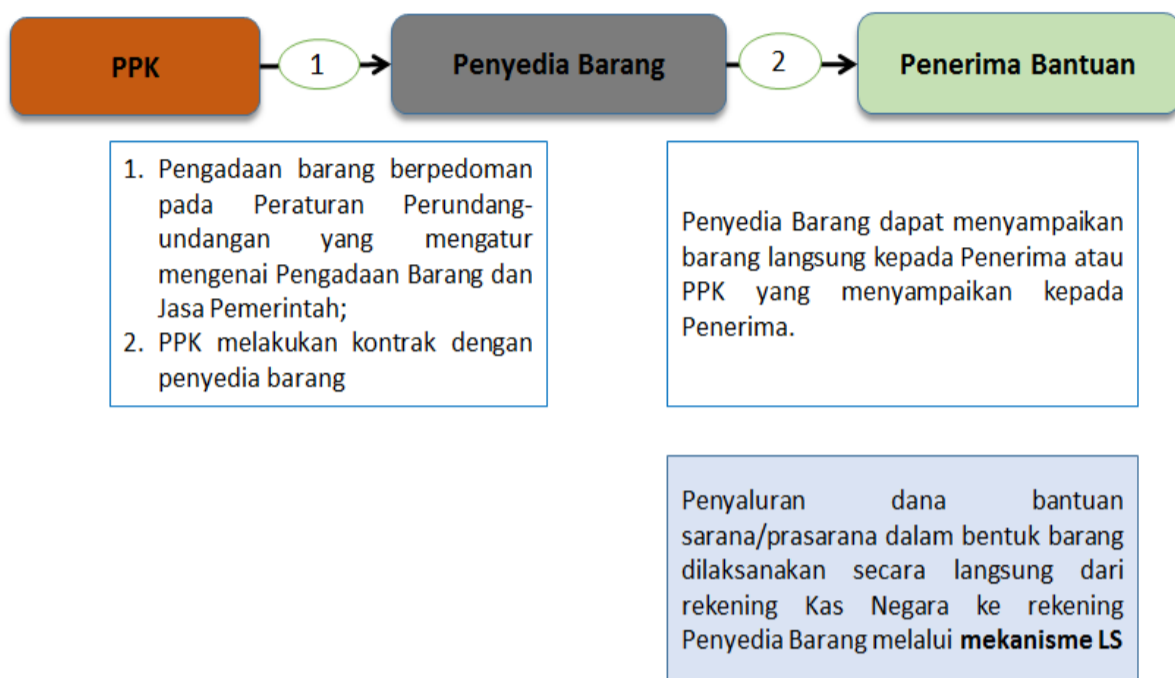 PPK
1
Penyedia Barang
2
Penerima Bantuan
1. Pengadaan barang berpedoman
pada Peraturan Perundang-
undangan yang mengatur
mengenai Pengadaan Barang dan
Jasa Pemerintah;
2. PPK melakukan kontrak dengan
penyedia barang
Penyedia Barang dapat menyampaikan
barang langsung kepada Penerima atau
PPK yang menyampaikan kepada
Penerima.
Penyaluran dana bantuan
sarana/prasarana dalam bentuk barang
dilaksanakan secara langsung dari
rekening Kas Negara ke rekening
Penyedia Barang melalui mekanisme LS